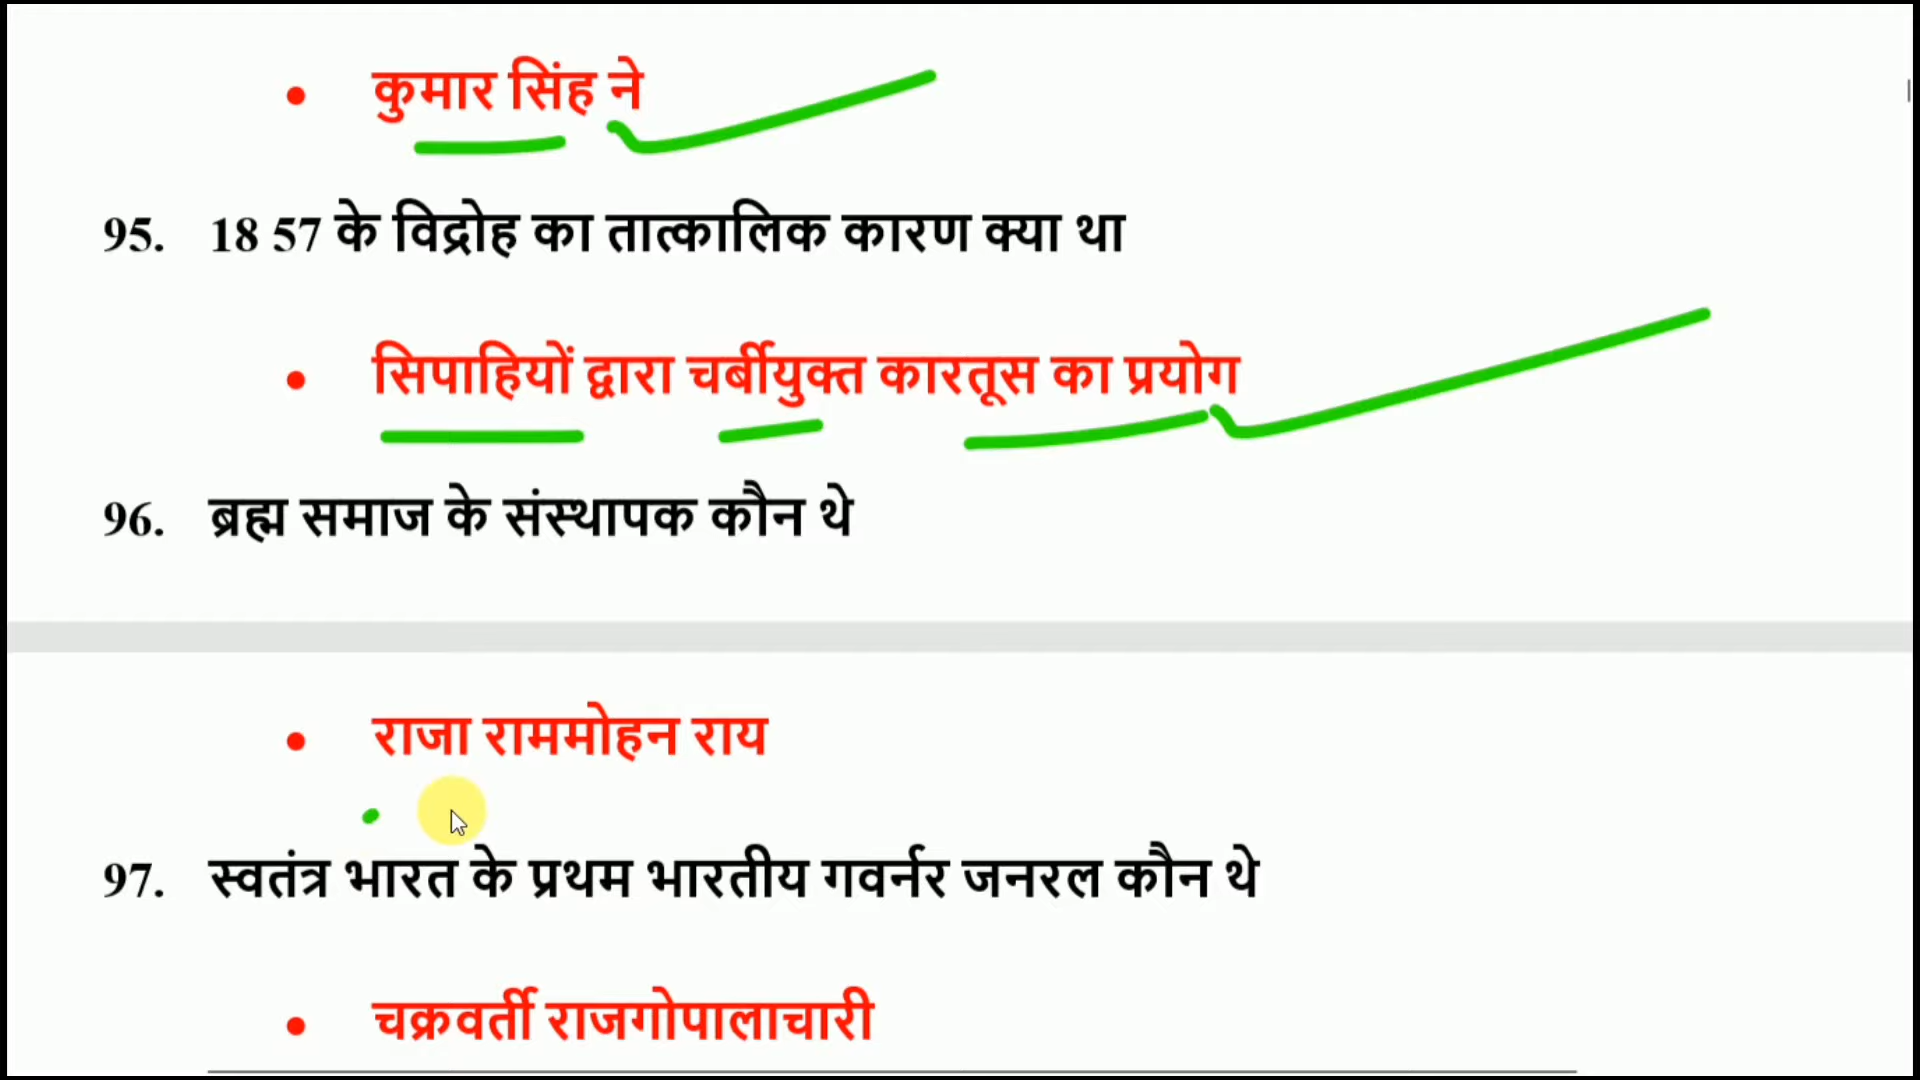 • कुमार सिंह ने
95. 18 57 के विद्रोह का तात्कालिक कारण क्या था
• सिपाहियों द्वारा चर्बीयुक्त कारतूस का प्रयोग
96. ब्रह्म समाज के संस्थापक कौन थे
• राजा राममोहन राय
97. स्वतंत्र भारत के प्रथम भारतीय गवर्नर जनरल कौन थे
• चक्रवर्ती राजगोपालाचारी